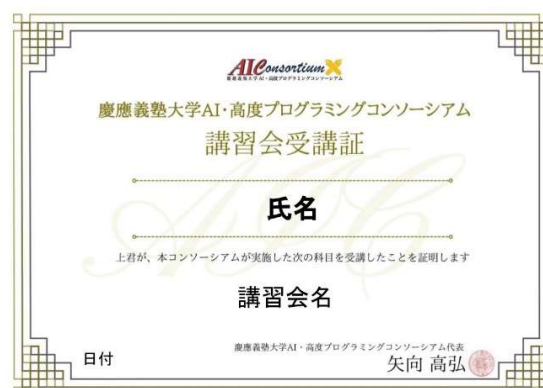 AIConsortiumX
慶應義塾大学AI・高度プログラミングコンソーシアム
慶應義塾大学AI・高度プログラミングコンソーシアム
講習会受講証
氏名
上君が、本コンソーシアムが実施した次の科目を受講したことを証明します
講習会名
日付
慶應義塾大学AI・高度プログラミングコンソーシアム代表
矢向 高弘